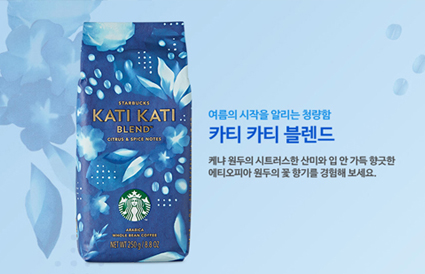 STARBUCKS
KATI KATI
BLEND
CITRUS & SPICE NOTES
ARABICA
WHOLE BEAN COFFEE
NET WT 250 g / 8.8 OZ
여름의 시작을 알리는 청량함
카티 카티 블렌드
케냐 원두의 시트러스한 산미와 입 안 가득 향긋한
에티오피아 원두의 꽃 향기를 경험해 보세요.